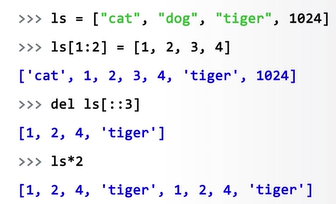 >>> ls = ["cat", "dog", "tiger", 1024]
>>> ls[1:2] = [1, 2, 3, 4]
['cat', 1, 2, 3, 4, 'tiger', 1024]
>>> del ls[::3]
[1, 2, 4, 'tiger']
>>> ls*2
[1, 2, 4, 'tiger', 1, 2, 4, 'tiger']